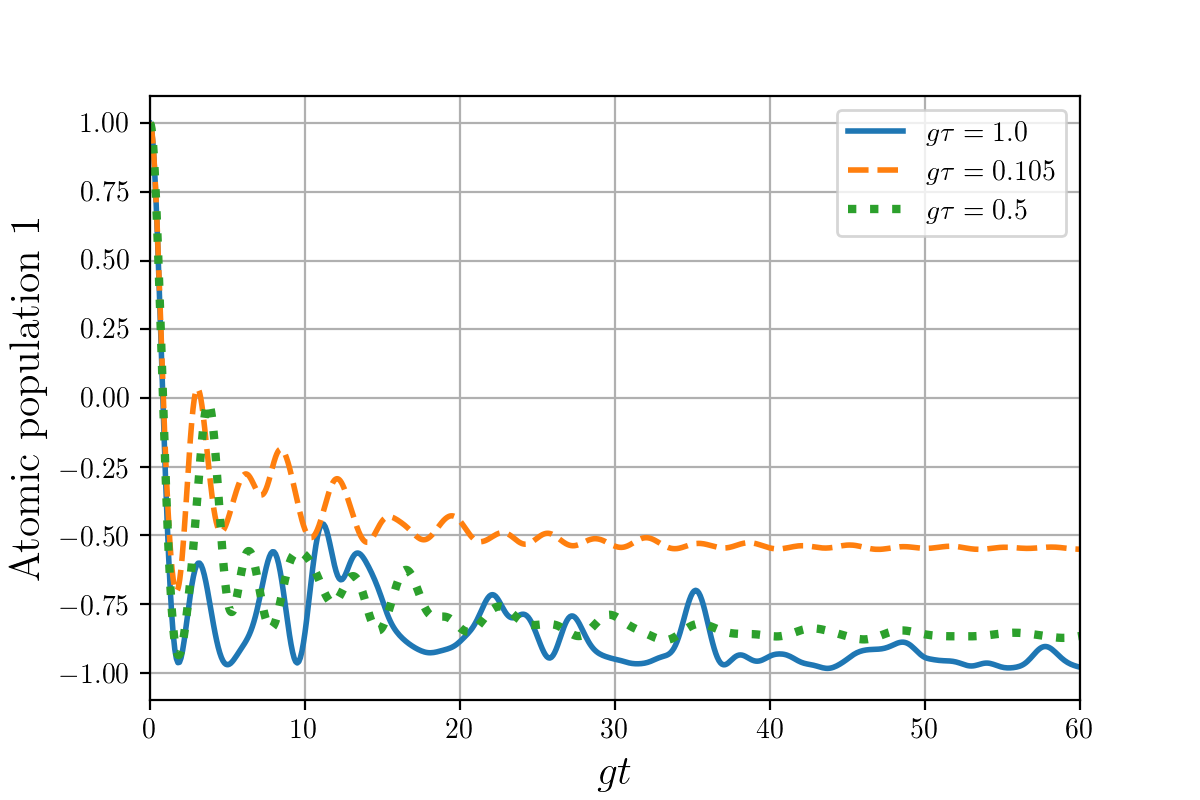 gτ = 1.0
gτ = 0.105
gτ = 0.5
Atomic population 1
1.00
0.75
0.50
0.25
0.00
−0.25
−0.50
−0.75
−1.00
0 10 20 30 40 50 60
gt